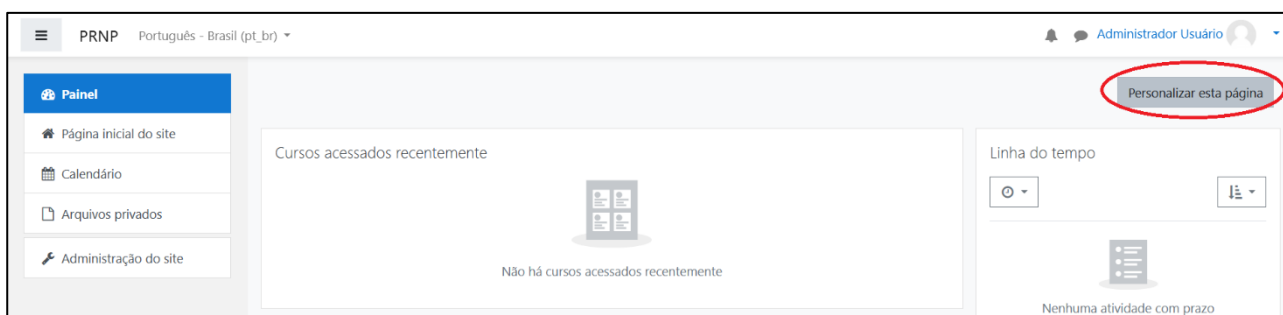 PRNP Português - Brasil (pt_br)
Administrador Usuário
Painel
Página inicial do site
Calendário
Arquivos privados
Administração do site
Personalizar esta página
Cursos acessados recentemente
Não há cursos acessados recentemente
Linha do tempo
Nenhuma atividade com prazo